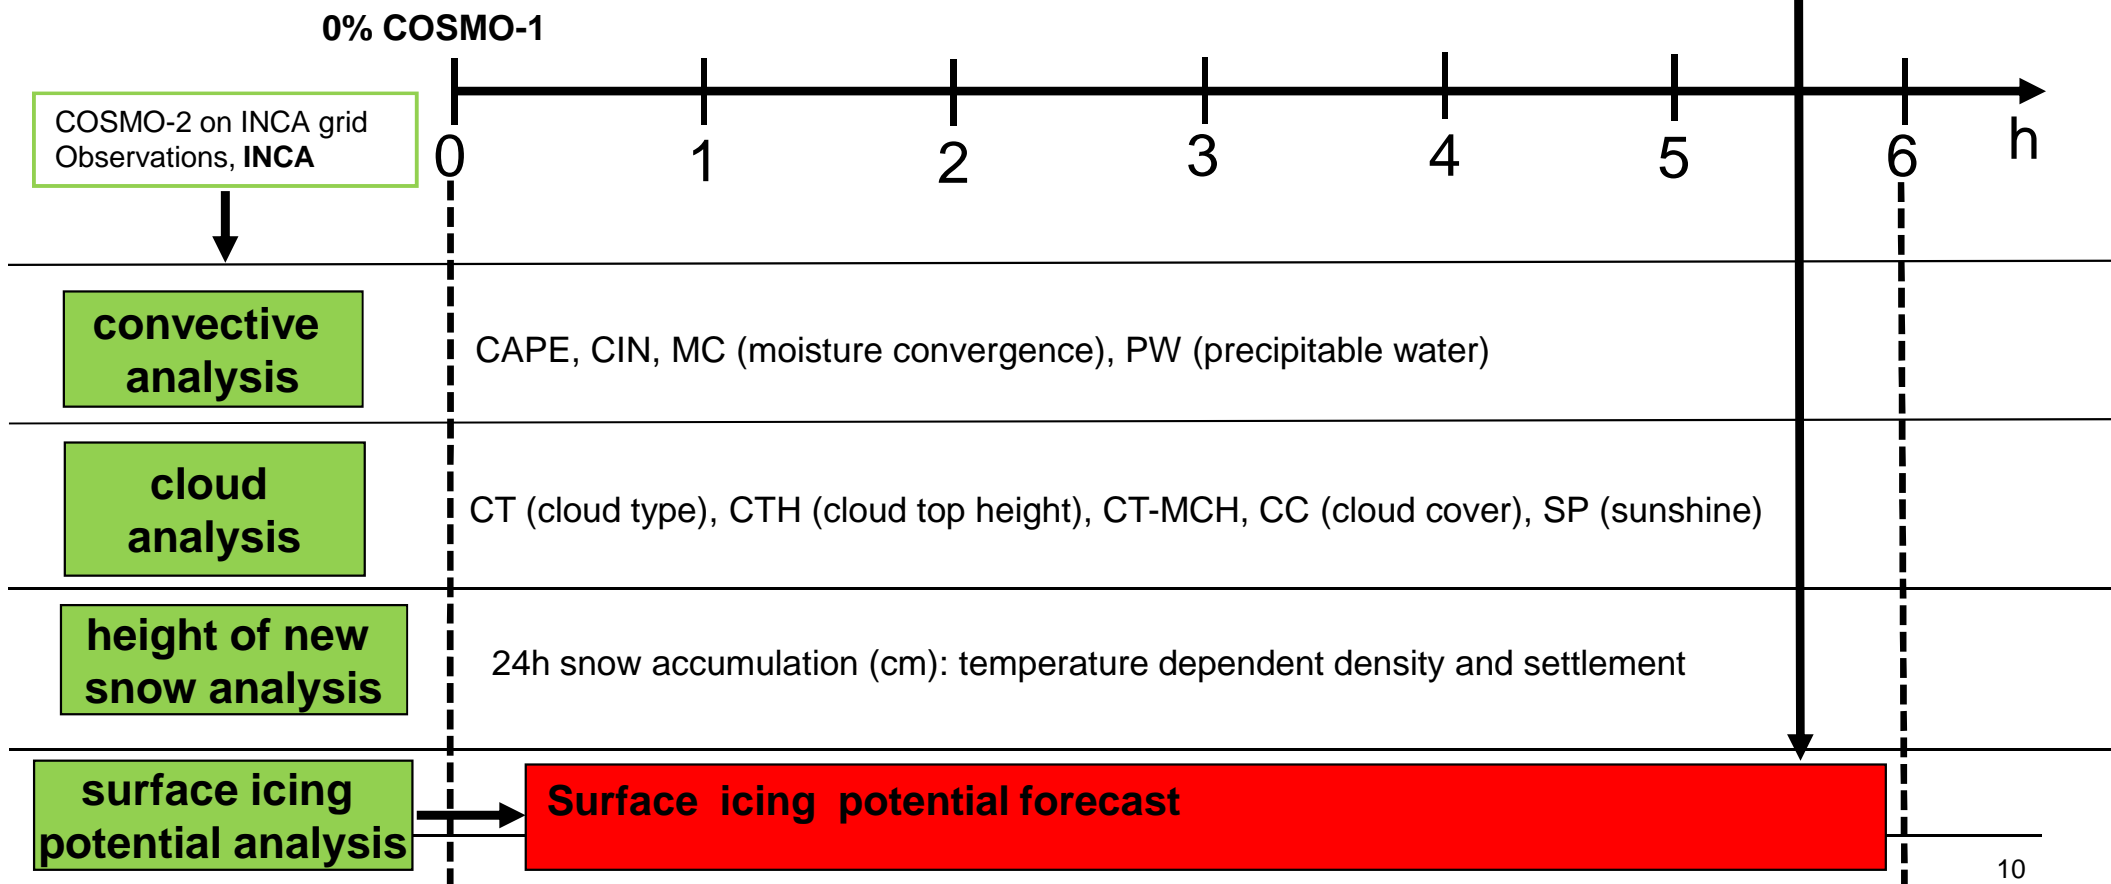 0% COSMO-1
COSMO-2 on INCA grid
Observations, INCA
0 1 2 3 4 5 6 h
convective
analysis
CAPE, CIN, MC (moisture convergence), PW (precipitable water)
cloud
analysis
CT (cloud type), CTH (cloud top height), CT-MCH, CC (cloud cover), SP (sunshine)
height of new
snow analysis
24h snow accumulation (cm): temperature dependent density and settlement
surface icing
potential analysis
Surface icing potential forecast
10